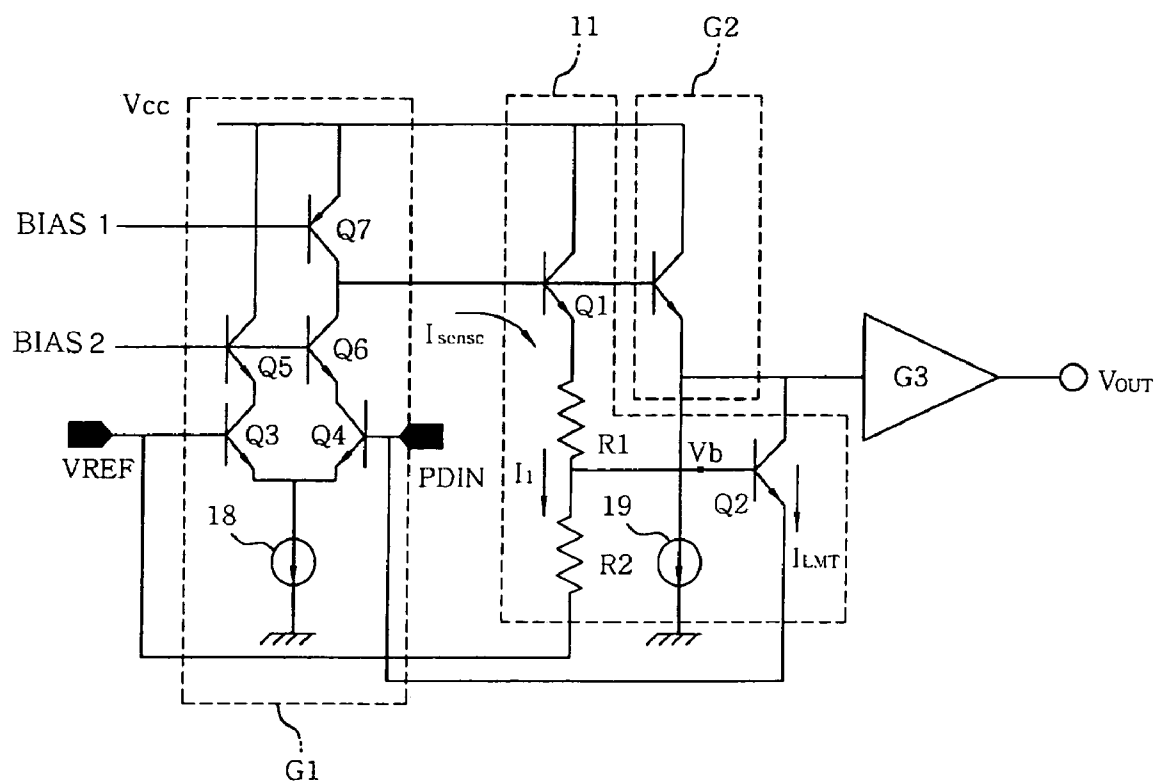 11
G2
Vcc
BIAS 1
Q7
Q1
Isense
BIAS 2
Q5
Q6
G3
VOUT
VREF
Q3
Q4
PDIN
R1
Vb
I1
Q2
18
19
R2
ILMT
G1